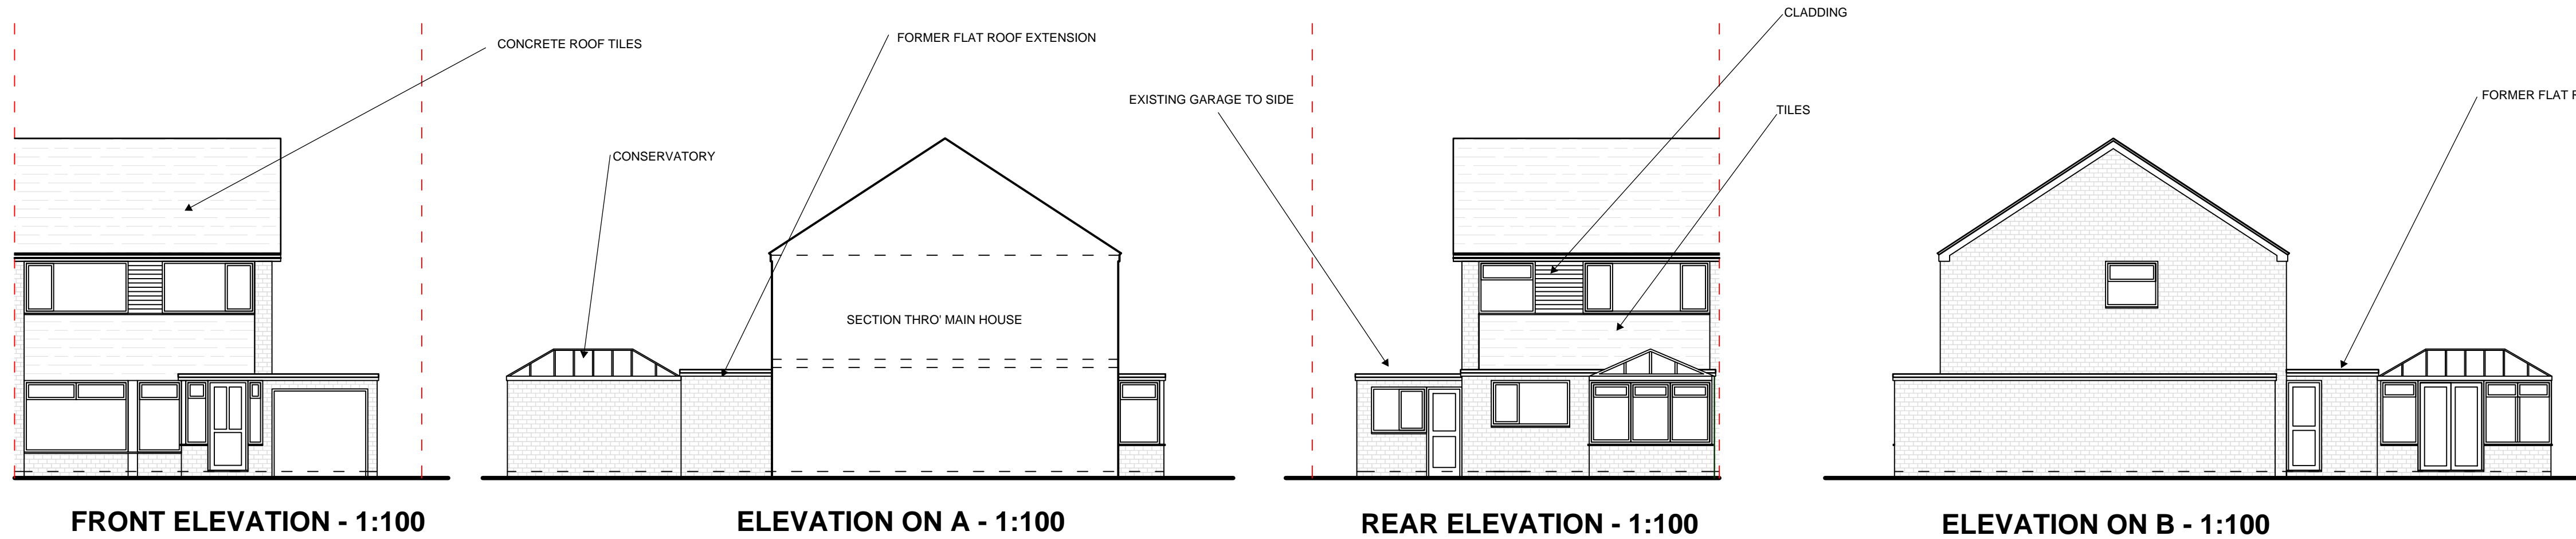 CONCRETE ROOF TILES
CONSERVATORY
FORMER FLAT ROOF EXTENSION
SECTION THRO' MAIN HOUSE
EXISTING GARAGE TO SIDE
CLADDING
TILES
FORMER FLAT
FRONT ELEVATION - 1:100
ELEVATION ON A - 1:100
REAR ELEVATION - 1:100
ELEVATION ON B - 1:100